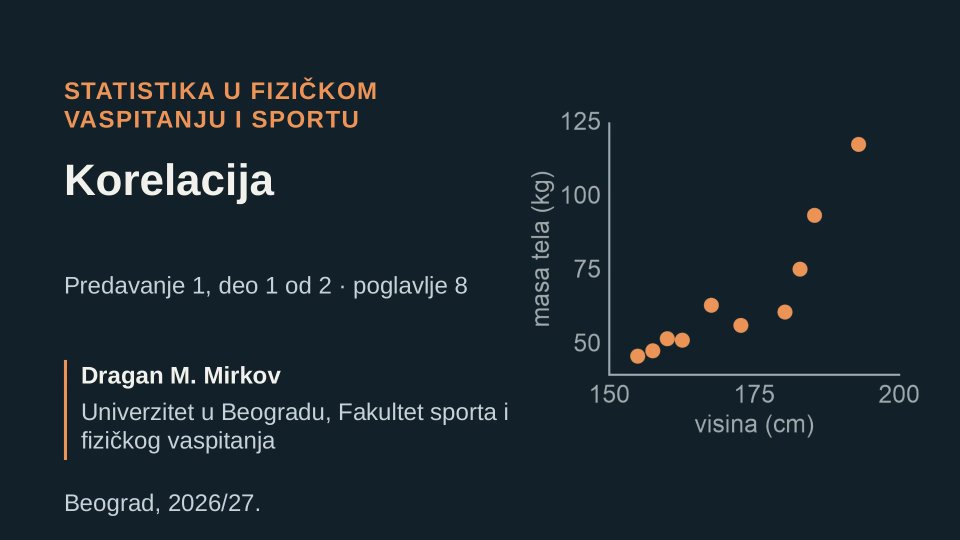 STATISTIKA U FIZIČKOM
VASPITANJU I SPORTU
Korelacija
Predavanje 1, deo 1 od 2 · poglavlje 8
Dragan M. Mirkov
Univerzitet u Beogradu, Fakultet sporta i
fizičkog vaspitanja
Beograd, 2026/27.
masa tela (kg)
125
100
75
50
150 175 200
visina (cm)